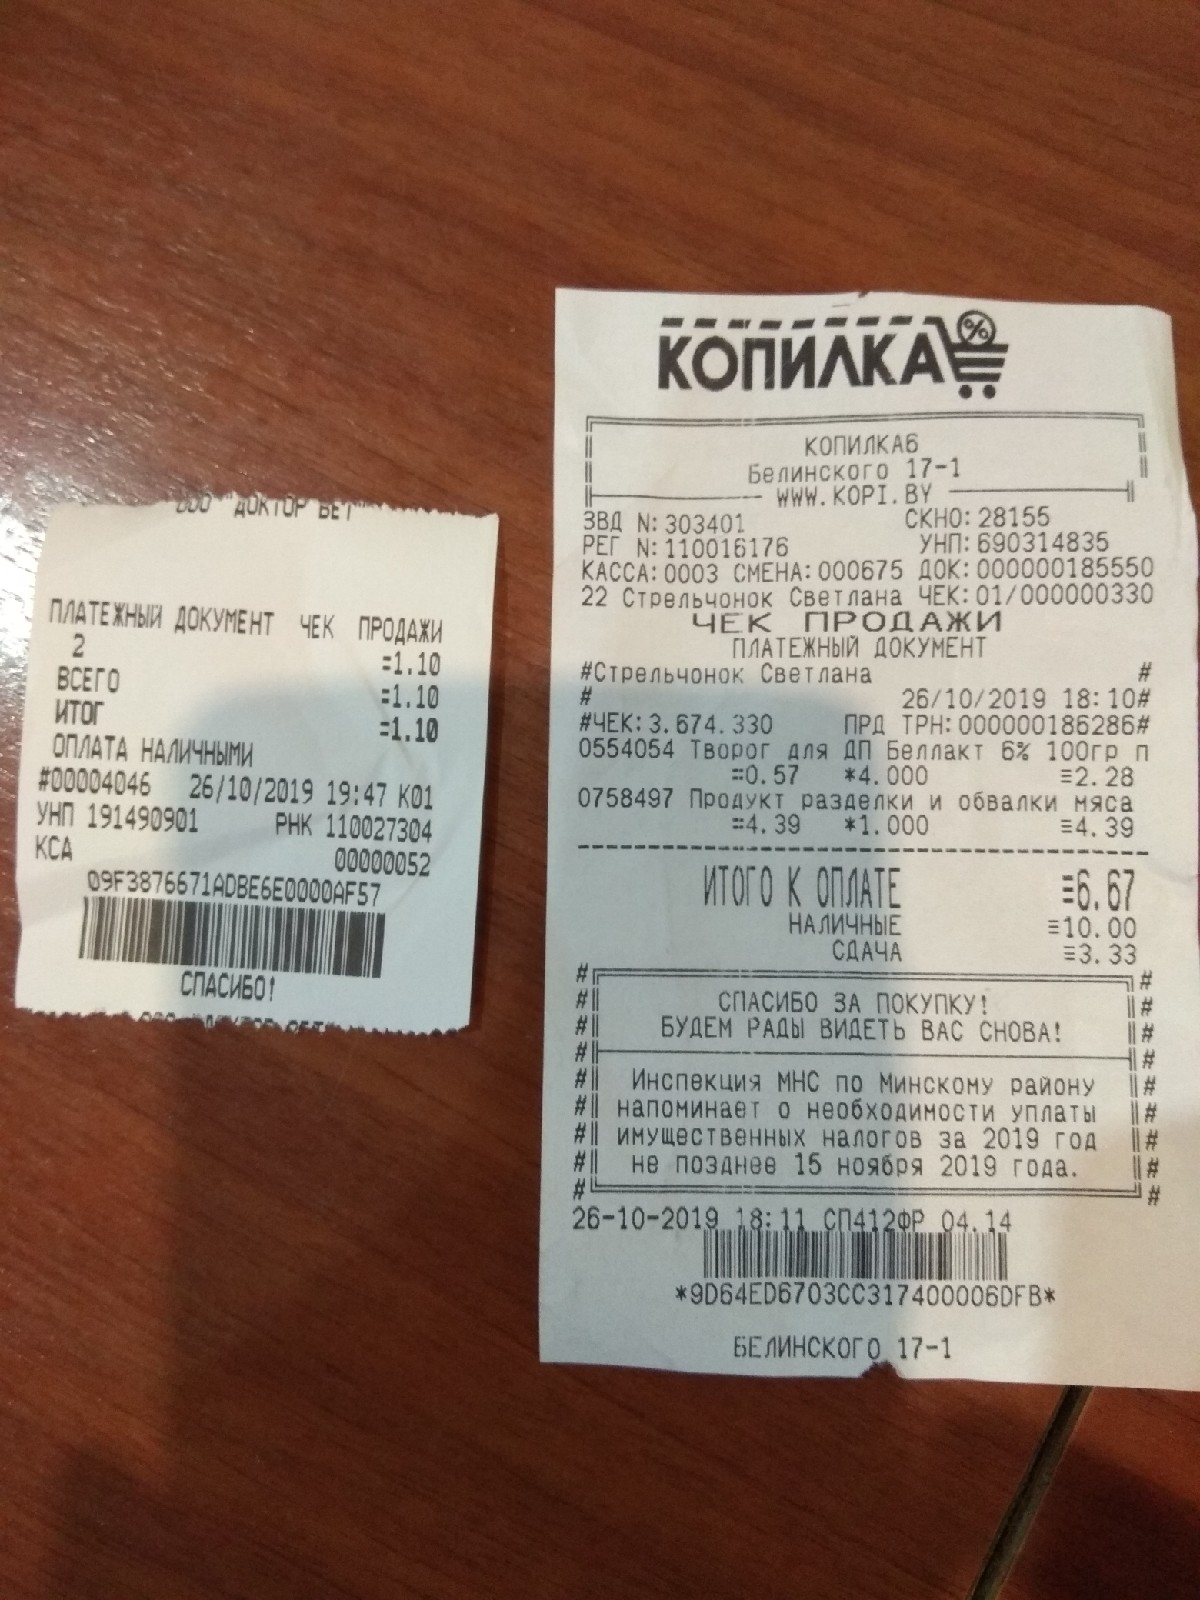 ООО "ДОКТОР ВЕТ"
ПЛАТЕЖНЫЙ ДОКУМЕНТ ЧЕК ПРОДАЖИ
2 =1.10
ВСЕГО =1.10
ИТОГ =1.10
ОПЛАТА НАЛИЧНЫМИ
#00004046 26/10/2019 19:47 К01
УНП 191490901 РНК 110027304
КСА 00000052
09F3876671ADBE6E0000AF57
СПАСИБО!
КОПИЛКА %
КОПИЛКА6
Белинского 17-1
WWW.KOPI.BY
ЗВД N: 303401 СКНО: 28155
РЕГ N: 110016176 УНП: 690314835
КАССА: 0003 СМЕНА: 000675 ДОК: 000000185550
22 Стрельчонок Светлана ЧЕК: 01/000000330
ЧЕК ПРОДАЖИ
ПЛАТЕЖНЫЙ ДОКУМЕНТ
#Стрельчонок Светлана #
# 26/10/2019 18:10#
#ЧЕК: 3.674.330 ПРД ТРН: 000000186286#
0554054 Творог для ДП Беллакт 6% 100гр п
=0.57 *4.000 ≡2.28
0758497 Продукт разделки и обвалки мяса
=4.39 *1.000 ≡4.39
ИТОГО К ОПЛАТЕ ≡6.67
НАЛИЧНЫЕ ≡10.00
СДАЧА ≡3.33
# #
# СПАСИБО ЗА ПОКУПКУ! #
# БУДЕМ РАДЫ ВИДЕТЬ ВАС СНОВА! #
# #
# Инспекция МНС по Минскому району #
# напоминает о необходимости уплаты #
# имущественных налогов за 2019 год #
# не позднее 15 ноября 2019 года. #
# #
26-10-2019 18:11 СП412ФР 04.14
*9D64ED6703CC317400006DFB*
БЕЛИНСКОГО 17-1